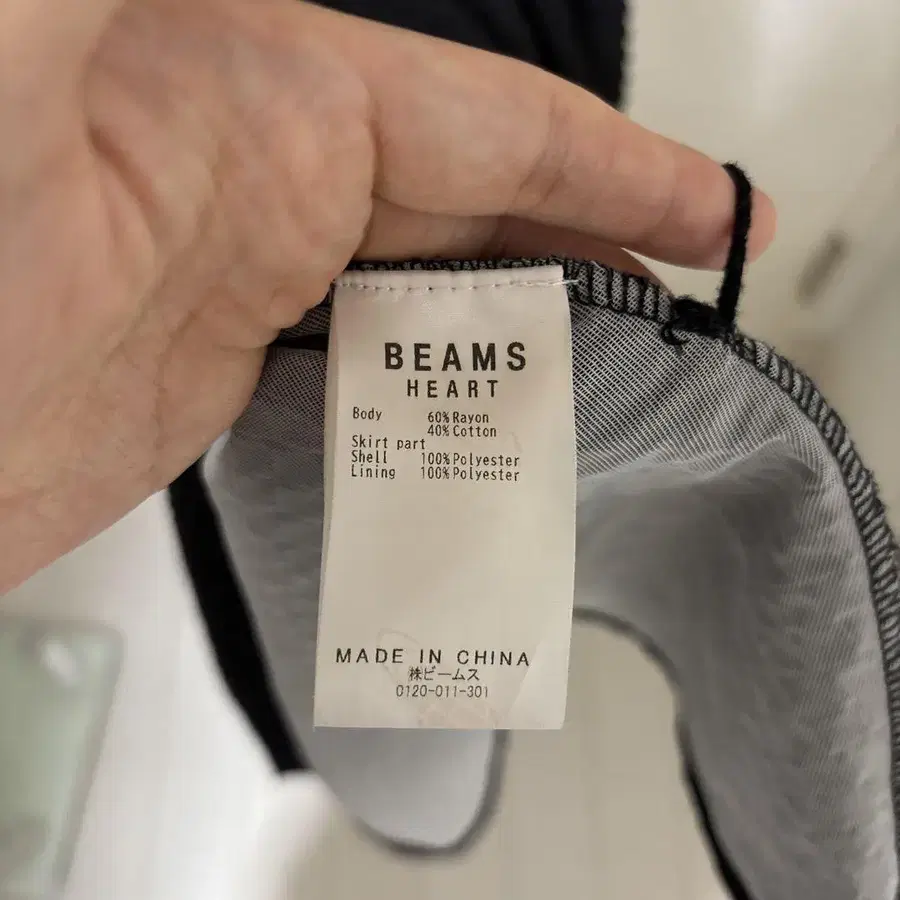 BEAMS
HEART
Body 60% Rayon
40% Cotton
Skirt part
Shell 100% Polyester
Lining 100% Polyester
MADE IN CHINA
㈱ビームス
0120-011-301